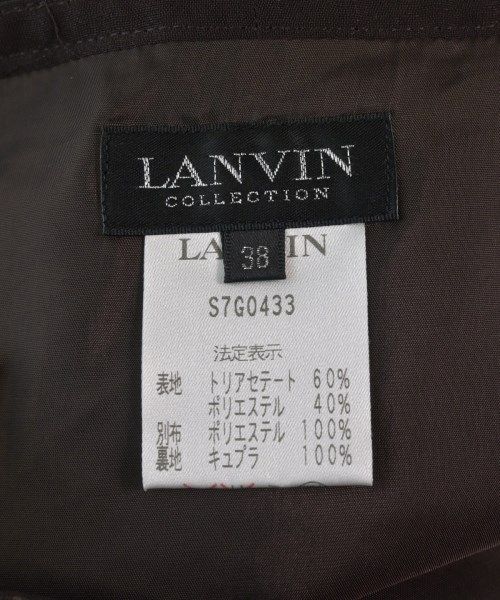 LANVIN
COLLECTION
LANVIN
38
S7G0433
法定表示
表地 トリアセテート 60%
ポリエステル 40%
別布 ポリエステル 100%
裏地 キュプラ 100%